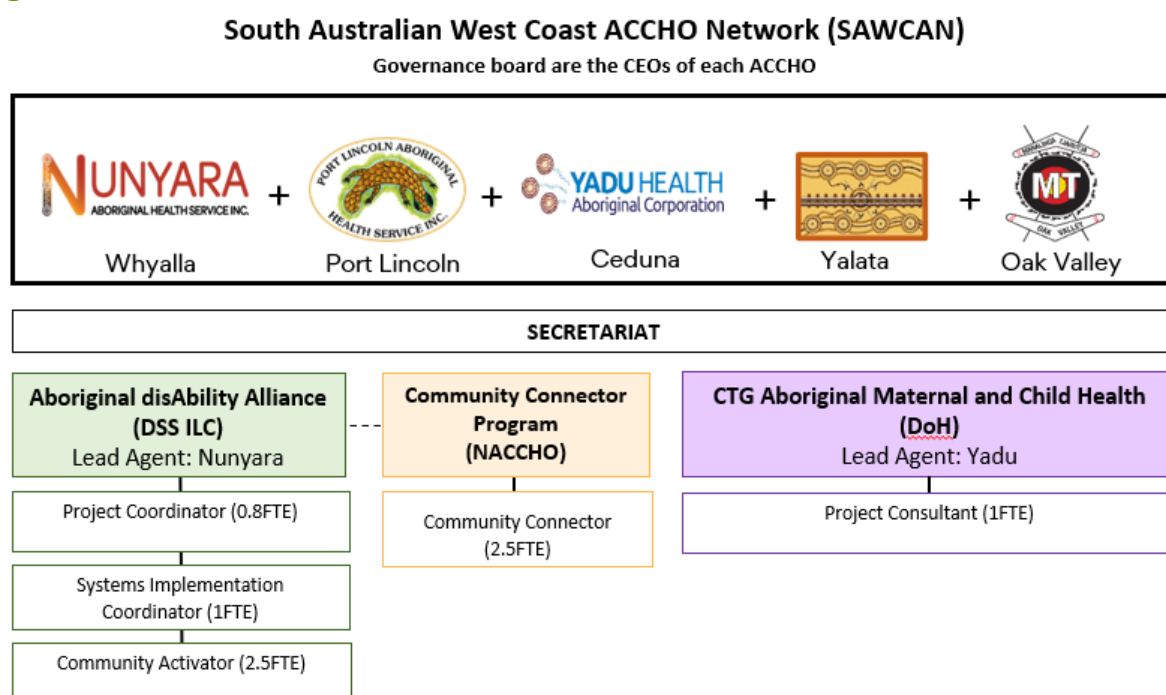 South Australian West Coast ACCHO Network (SAWCAN)
Governance board are the CEOs of each ACCHO
NUNYARA
ABORIGINAL HEALTH SERVICE INC.
+
PORT LINCOLN ABORIGINAL
HEALTH SERVICE INC.
+
YADU HEALTH
Aboriginal Corporation
+
+
MARALINGA TJARUTJA
MT
OAK VALLEY
Whyalla
Port Lincoln
Ceduna
Yalata
Oak Valley
SECRETARIAT
Aboriginal disAbility Alliance
(DSS ILC)
Lead Agent: Nunyara
Project Coordinator (0.8FTE)
Systems Implementation
Coordinator (1FTE)
Community Activator (2.5FTE)
Community Connector
Program
(NACCHO)
Community Connector
(2.5FTE)
CTG Aboriginal Maternal and Child Health
(DoH)
Lead Agent: Yadu
Project Consultant (1FTE)